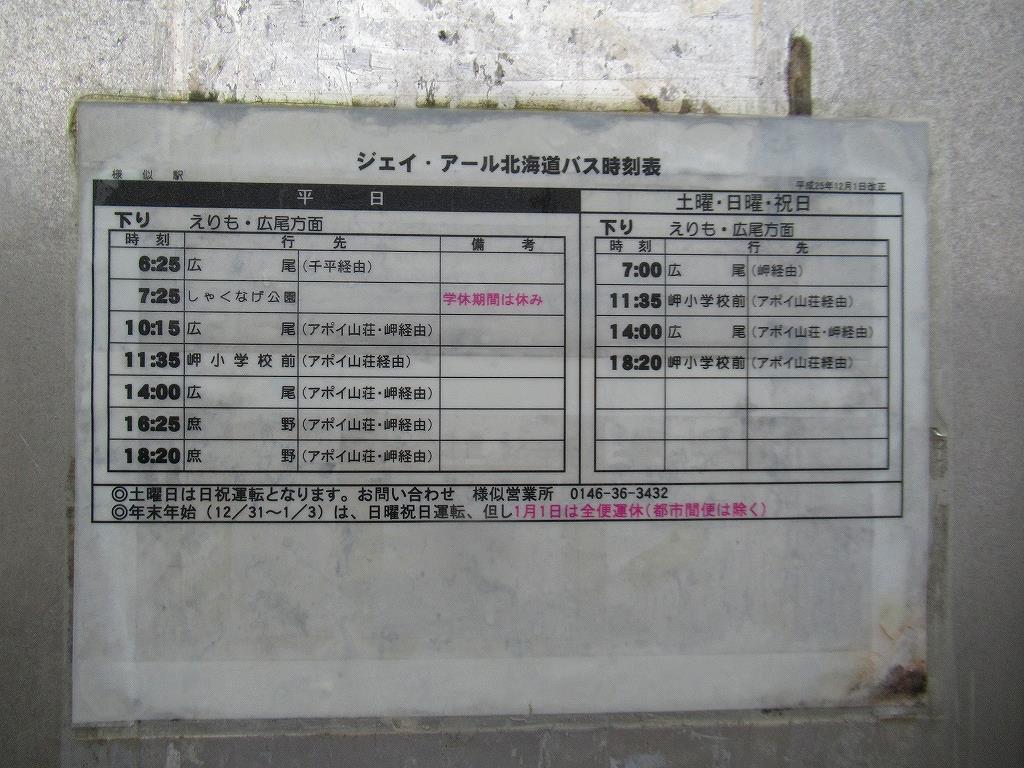 ジェイ・アール北海道バス時刻表
様似駅
平成25年12月1日改正
平日
下り えりも・広尾方面
時刻 行先 備考
6:25 広尾 (千平経由)
7:25 しゃくなげ公園 学休期間は休み
10:15 広尾 (アポイ山荘・岬経由)
11:35 岬小学校前 (アポイ山荘経由)
14:00 広尾 (アポイ山荘・岬経由)
16:25 庶野 (アポイ山荘・岬経由)
18:20 庶野 (アポイ山荘・岬経由)
土曜・日曜・祝日
下り えりも・広尾方面
時刻 行先
7:00 広尾 (岬経由)
11:35 岬小学校前 (アポイ山荘経由)
14:00 広尾 (アポイ山荘・岬経由)
18:20 岬小学校前 (アポイ山荘経由)
◎土曜日は日祝運転となります。お問い合わせ 様似営業所 0146-36-3432
◎年末年始(12/31～1/3)は、日曜祝日運転、但し1月1日は全便運休(都市間便は除く)